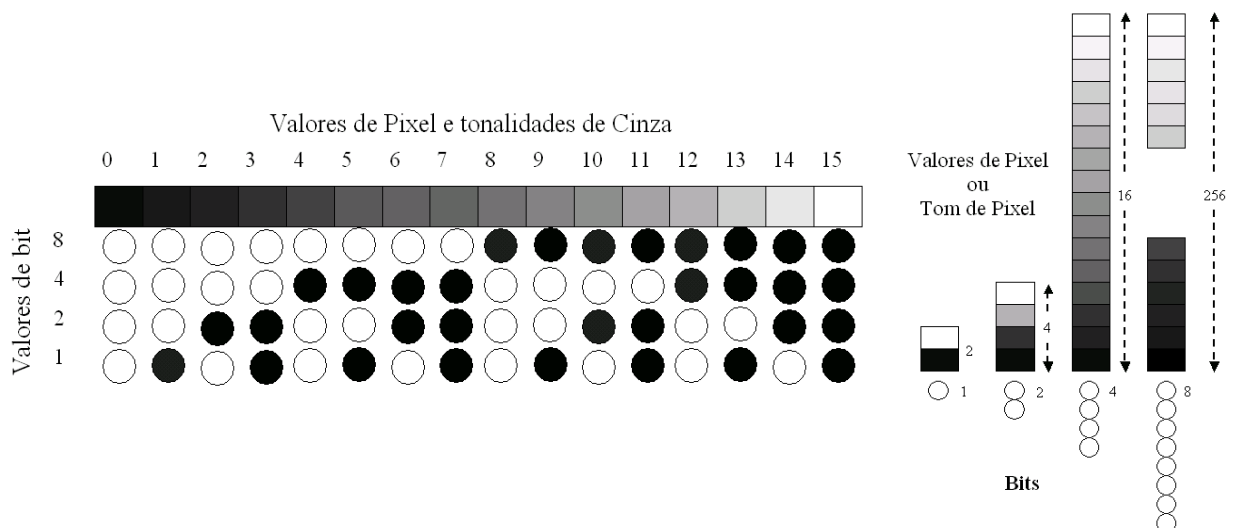 Valores de Pixel e tonalidades de Cinza
0 1 2 3 4 5 6 7 8 9 10 11 12 13 14 15
Valores de bit
8
4
2
1
Valores de Pixel
ou
Tom de Pixel
2
4
16
256
1
2
4
8
Bits